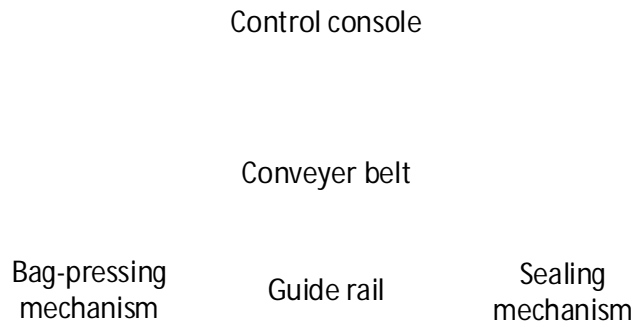 Control console
Conveyer belt
Bag-pressing
mechanism
Guide rail
Sealing
mechanism